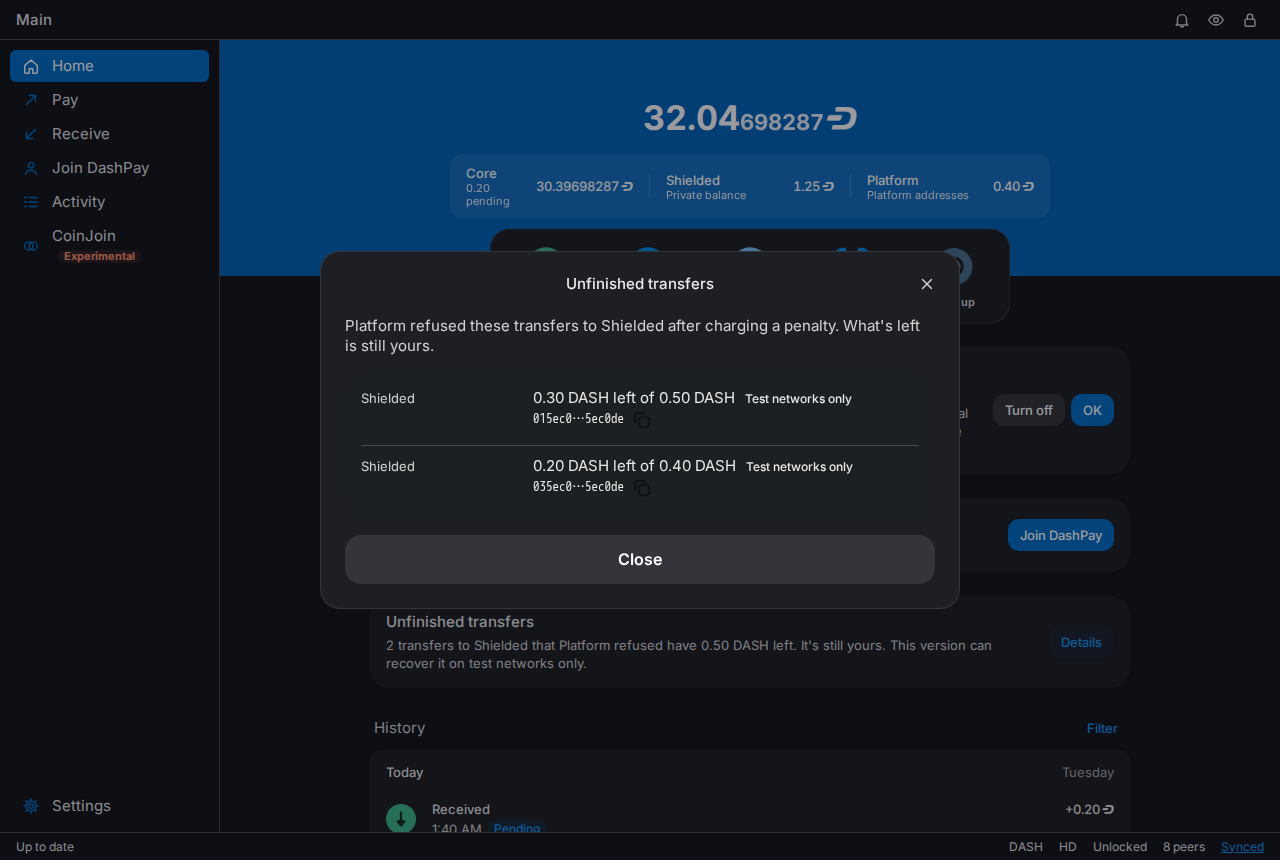 Main
Home
Pay
Receive
Join DashPay
Activity
CoinJoin
Experimental
Settings
32.04698287
Core
0.20 pending
30.39698287
Shielded
Private balance
1.25
Platform
Platform addresses
0.40
up
Unfinished transfers
Platform refused these transfers to Shielded after charging a penalty. What's left
is still yours.
Shielded
0.30 DASH left of 0.50 DASH Test networks only
015ec0···5ec0de
Shielded
0.20 DASH left of 0.40 DASH Test networks only
035ec0···5ec0de
Close
Turn off
OK
Join DashPay
Unfinished transfers
2 transfers to Shielded that Platform refused have 0.50 DASH left. It's still yours. This version can
recover it on test networks only.
Details
History
Filter
Today
Tuesday
Received
+0.20
1:40 AM Pending
Up to date
DASH HD Unlocked 8 peers Synced